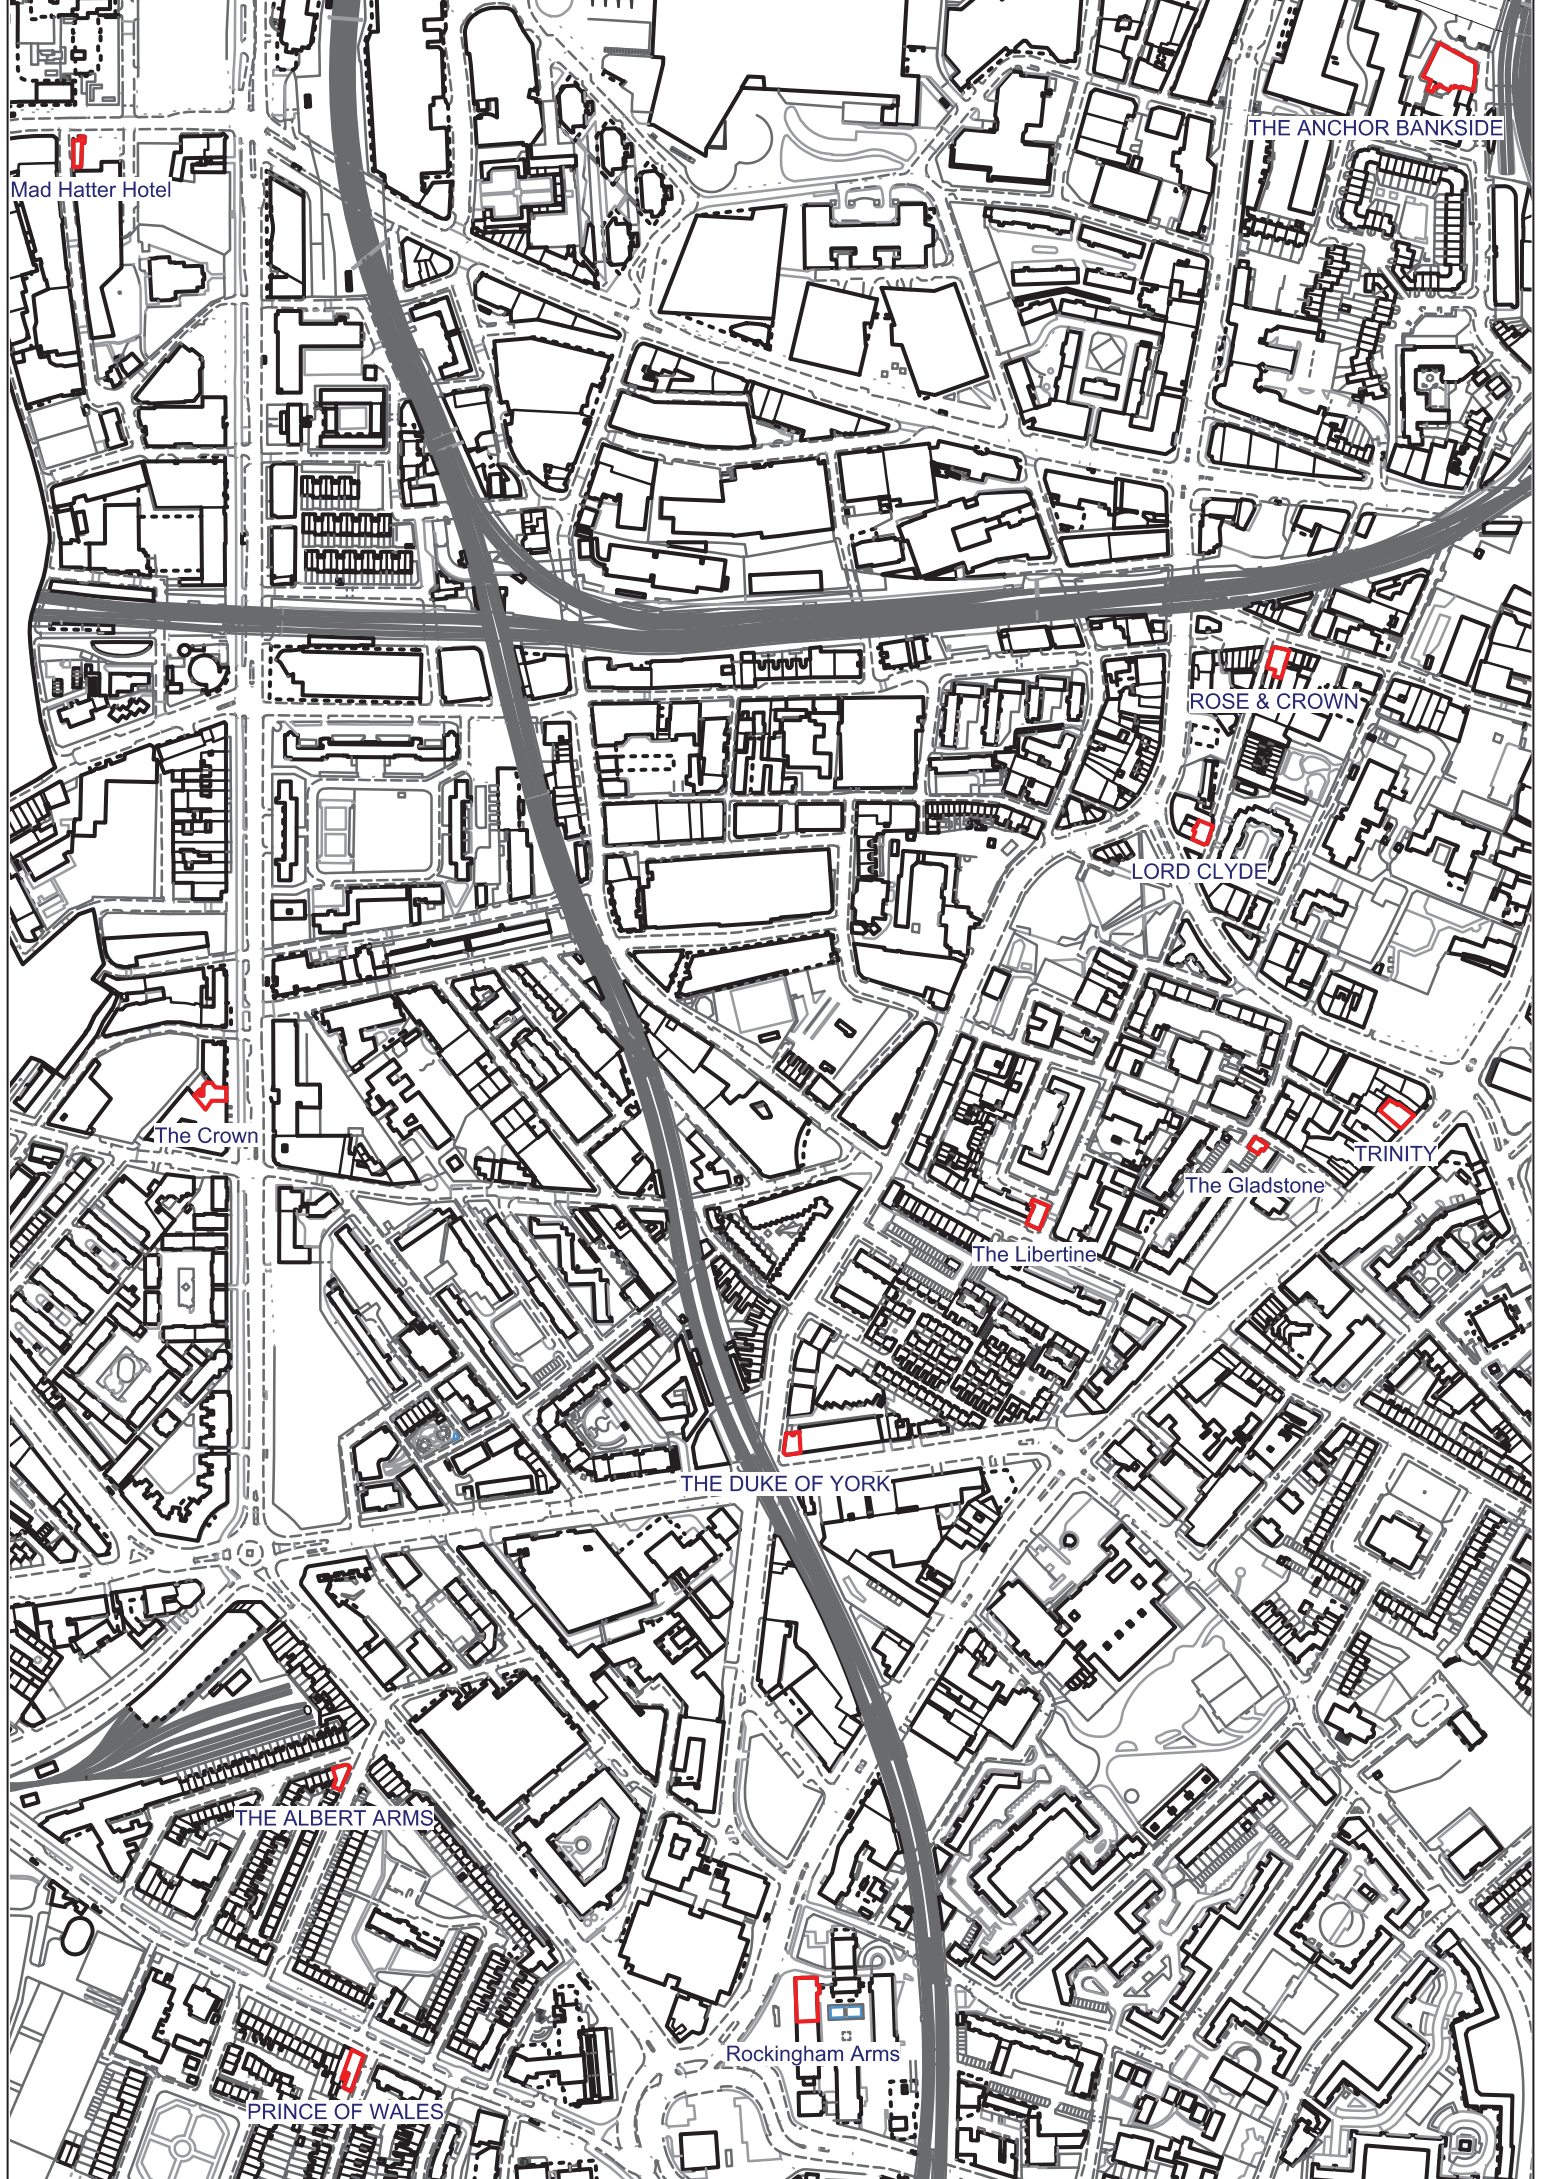 THE ANCHOR BANKSIDE
Mad Hatter Hotel
ROSE & CROWN
LORD CLYDE
The Crown
TRINITY
The Gladstone
The Libertine
THE DUKE OF YORK
THE ALBERT ARMS
Rockingham Arms
PRINCE OF WALES